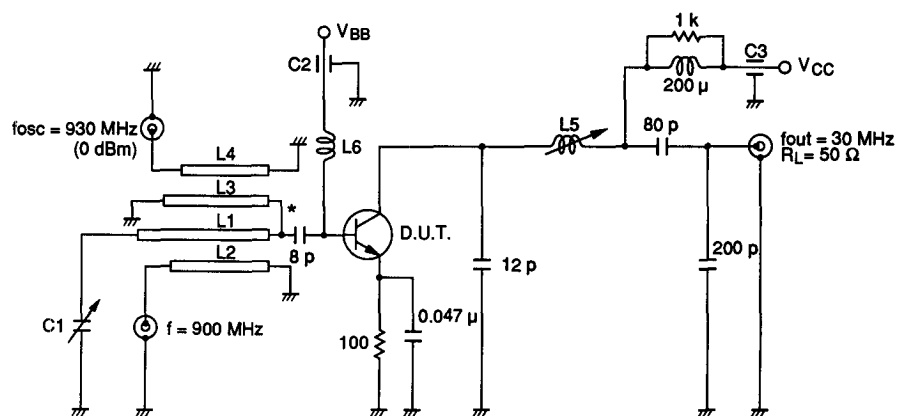 V_BB
C2
1 k
200 μ
C3
V_CC
fosc = 930 MHz
(0 dBm)
L6
L5
80 p
fout = 30 MHz
R_L = 50 Ω
L4
L3
*
L1
8 p
D.U.T.
L2
12 p
200 p
C1
f = 900 MHz
100
0.047 μ